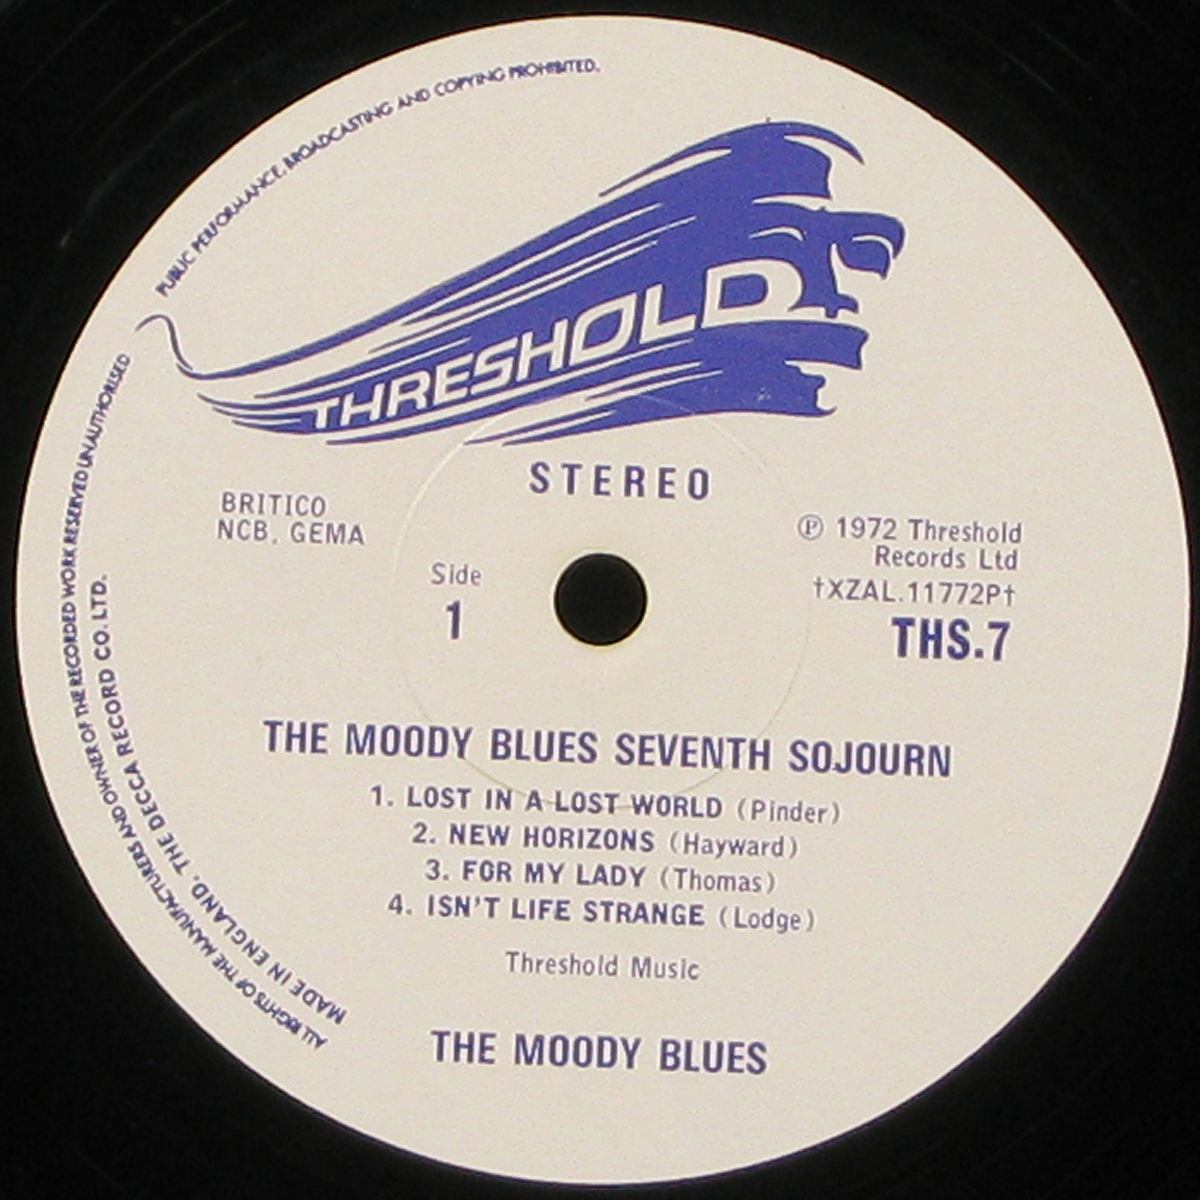 PUBLIC PERFORMANCE, BROADCASTING AND COPYING PROHIBITED.
ALL RIGHTS OF THE MANUFACTURERS AND OWNER OF THE RECORDED WORK RESERVED UNAUTHORISED
MADE IN ENGLAND. THE DECCA RECORD CO. LTD.
THRESHOLD
STEREO
BRITICO
NCB, GEMA
Ⓟ 1972 Threshold
Records Ltd
†XZAL.11772P†
THS.7
Side
1
THE MOODY BLUES SEVENTH SOJOURN
1. LOST IN A LOST WORLD (Pinder)
2. NEW HORIZONS (Hayward)
3. FOR MY LADY (Thomas)
4. ISN'T LIFE STRANGE (Lodge)
Threshold Music
THE MOODY BLUES